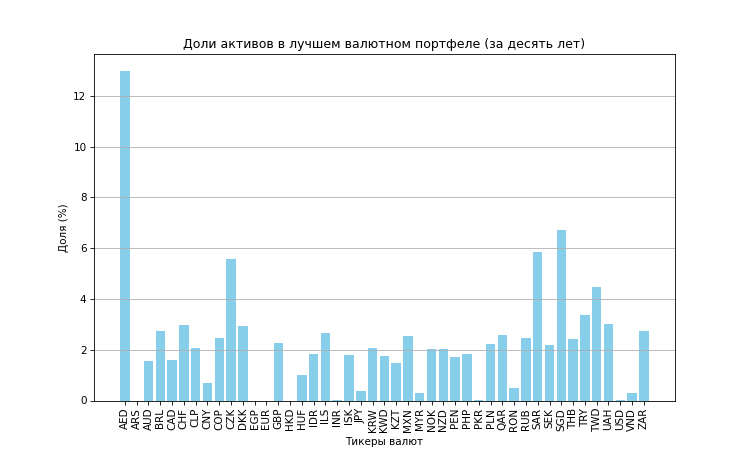 Доли активов в лучшем валютном портфеле (за десять лет)
Доля (%)
12
10
8
6
4
2
0
AED ARS AUD BRL CAD CHF CLP CNY COP CZK DKK EGP EUR GBP HKD HUF IDR ILS INR ISK JPY KRW KWD KZT MXN MYR NOK NZD PEN PHP PKR PLN QAR RON RUB SAR SEK SGD THB TRY TWD UAH USD VND ZAR
Тикеры валют